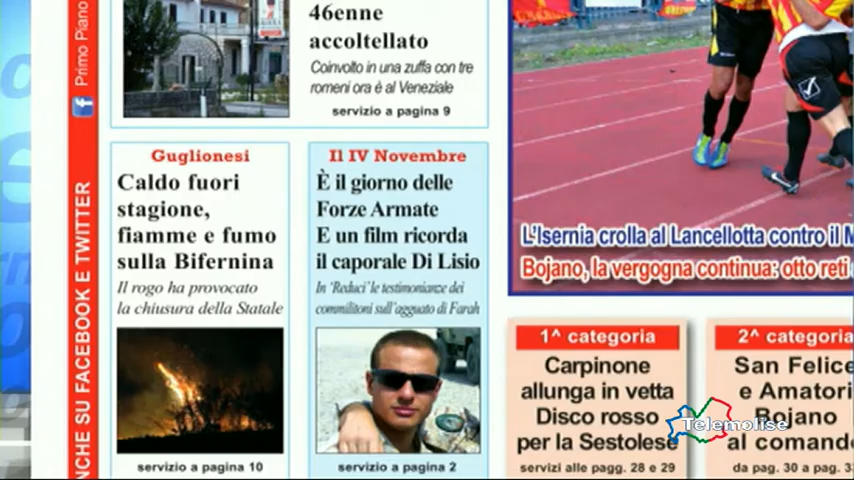 Primo Piano
NCHE SU FACEBOOK E TWITTER
46enne
accoltellato
Coinvolto in una zuffa con tre
romeni ora è al Veneziale
servizio a pagina 9
Guglionesi
Caldo fuori
stagione,
fiamme e fumo
sulla Bifernina
Il rogo ha provocato
la chiusura della Statale
servizio a pagina 10
Il IV Novembre
È il giorno delle
Forze Armate
E un film ricorda
il caporale Di Lisio
In 'Reduci' le testimonianze dei
commilitoni sull'agguato di Farah
servizio a pagina 2
L'Isernia crolla al Lancellotta contro il M
Bojano, la vergogna continua: otto reti
1^ categoria
Carpinone
allunga in vetta
Disco rosso
per la Sestolese
servizi alle pagg. 28 e 29
2^ categoria
San Felice
e Amatori
Bojano
al comando
da pag. 30 a pag. 3
Telemolise